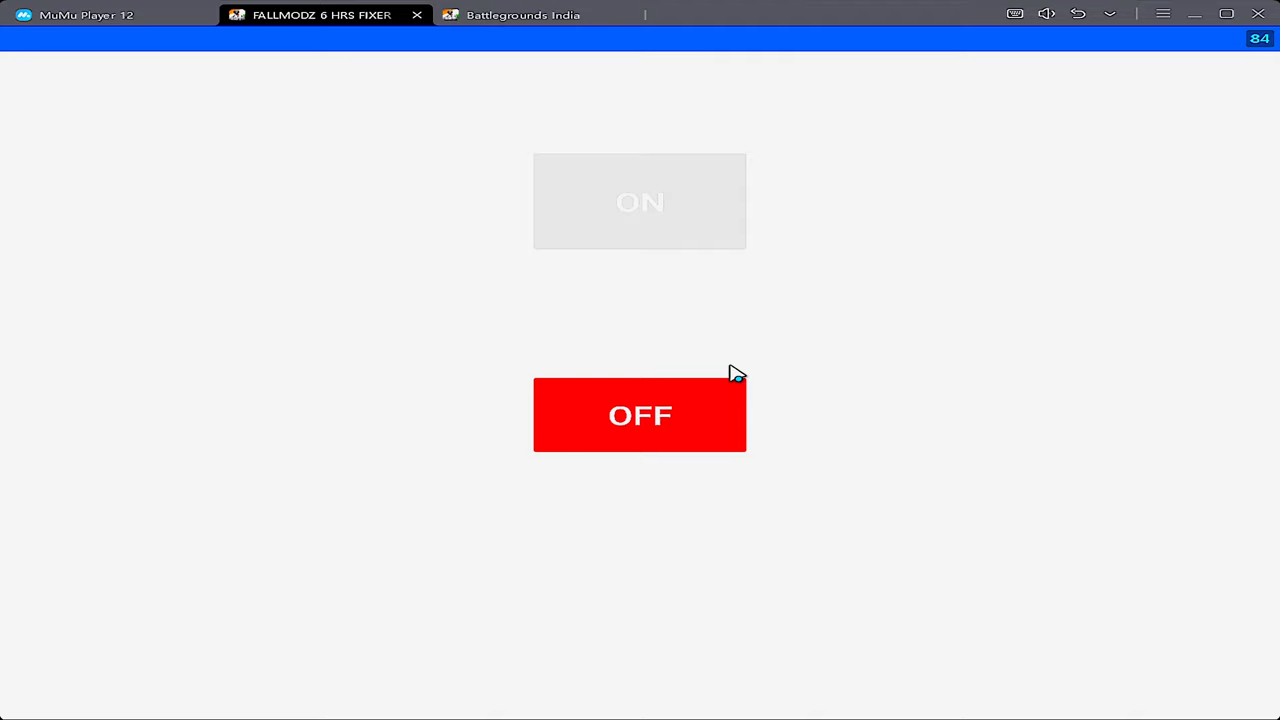 MuMu Player 12
FALLMODZ 6 HRS FIXER
Battlegrounds India
84
ON
OFF